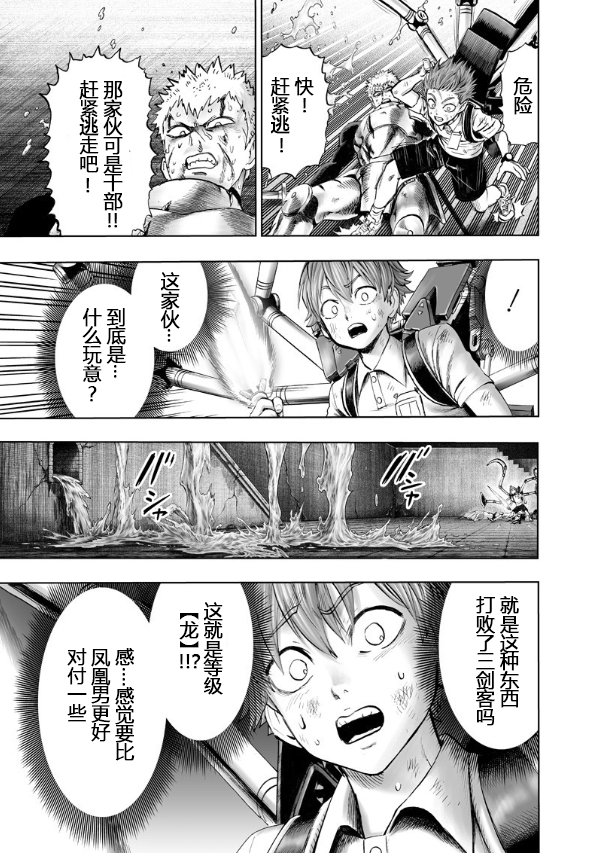 危险
快！
赶紧逃！
那家伙可是干部!!
赶紧逃走吧！
！
这家伙…
到底是…
什么玩意？
バシャ
バシャ
就是这种东西
打败了三剑客吗
这就是等级
【龙】!!?
感…感觉要比
凤凰男更好
对付一些